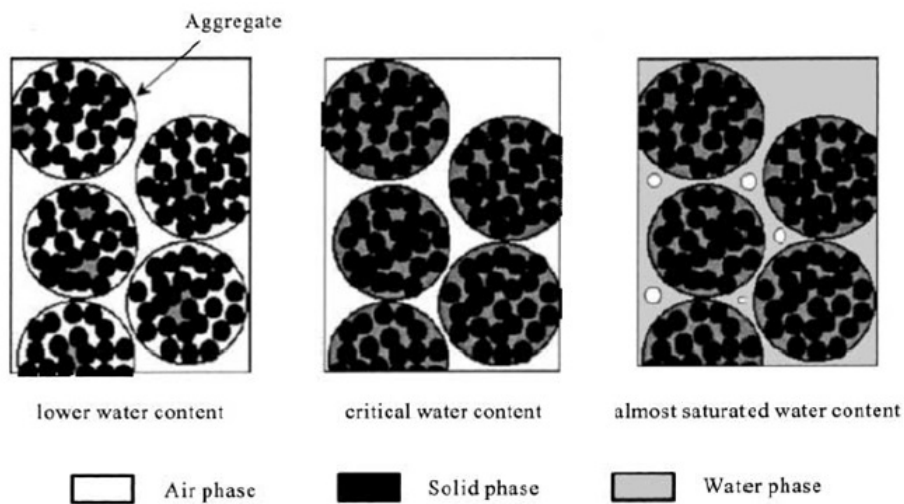 Aggregate
lower water content
critical water content
almost saturated water content
Air phase
Solid phase
Water phase